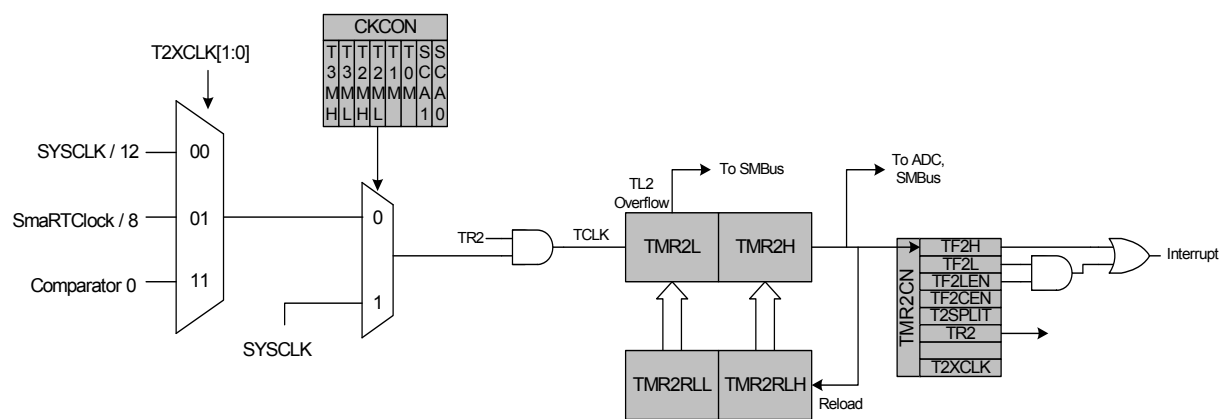 CKCON
T3MH T3ML T2MH T2ML T1M T0M SCA1 SCA0
T2XCLK[1:0]
SYSCLK / 12
00
SmaRTClock / 8
01
Comparator 0
11
0
1
SYSCLK
TR2
TCLK
TL2
Overflow
To SMBus
To ADC,
SMBus
TMR2L
TMR2H
TMR2RLL
TMR2RLH
Reload
TMR2CN
TF2H
TF2L
TF2LEN
TF2CEN
T2SPLIT
TR2
T2XCLK
Interrupt